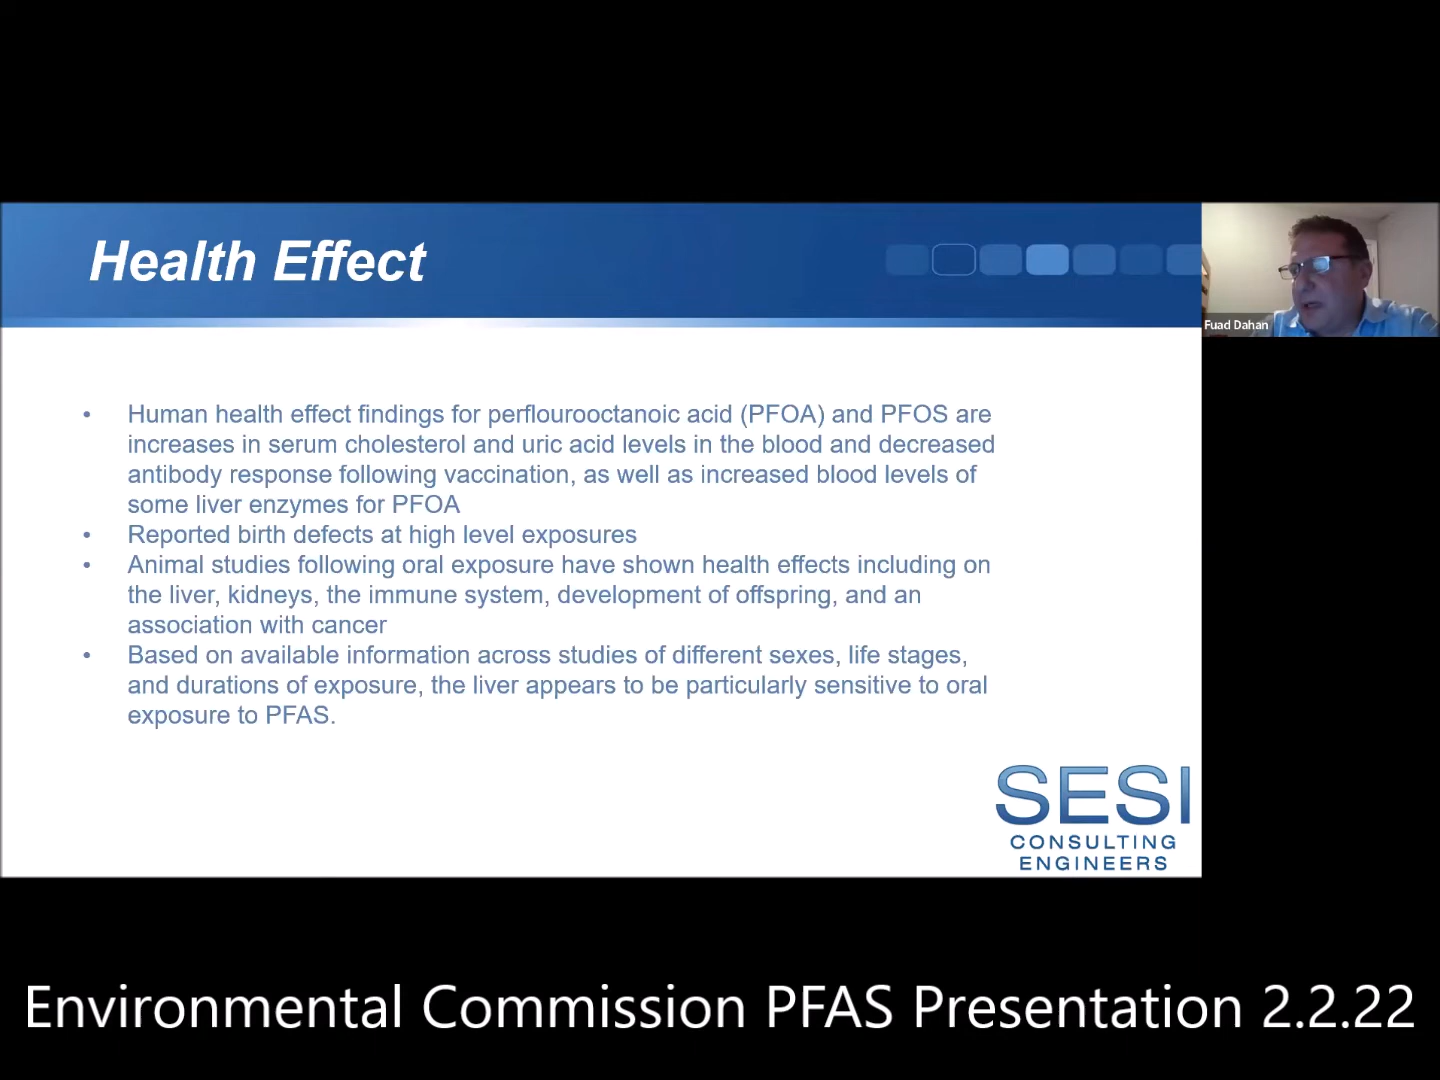 Health Effect
Fuad Dahan
• Human health effect findings for perflourooctanoic acid (PFOA) and PFOS are
increases in serum cholesterol and uric acid levels in the blood and decreased
antibody response following vaccination, as well as increased blood levels of
some liver enzymes for PFOA
• Reported birth defects at high level exposures
• Animal studies following oral exposure have shown health effects including on
the liver, kidneys, the immune system, development of offspring, and an
association with cancer
• Based on available information across studies of different sexes, life stages,
and durations of exposure, the liver appears to be particularly sensitive to oral
exposure to PFAS.
SESI
CONSULTING
ENGINEERS
Environmental Commission PFAS Presentation 2.2.22